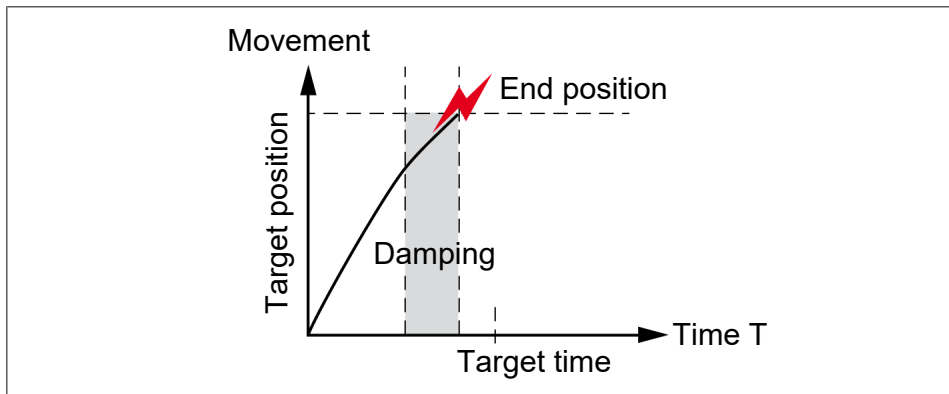 Movement
End position
Target position
Damping
Time T
Target time